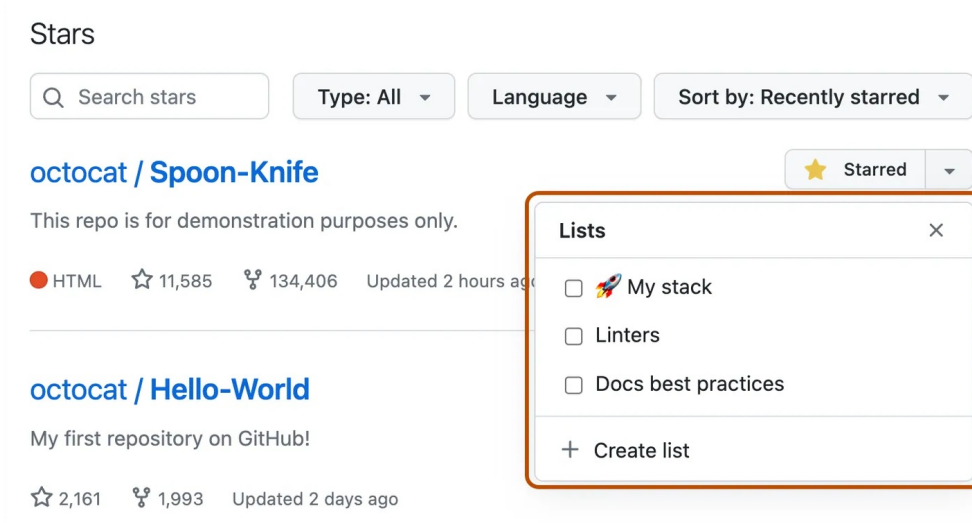 Stars
Search stars
Type: All
Language
Sort by: Recently starred
octocat / Spoon-Knife
Starred
This repo is for demonstration purposes only.
HTML 11,585 134,406 Updated 2 hours ago
Lists
🚀 My stack
Linters
Docs best practices
+ Create list
octocat / Hello-World
My first repository on GitHub!
2,161 1,993 Updated 2 days ago